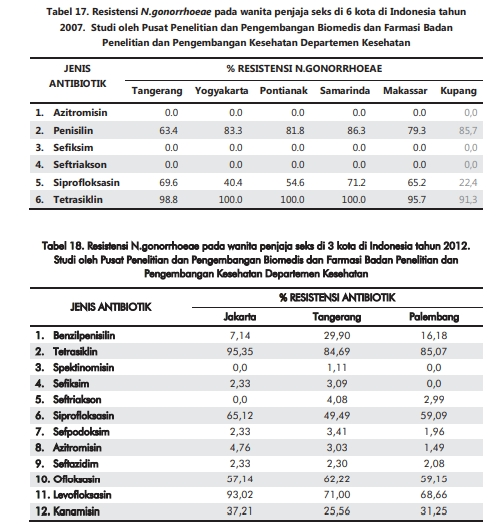 Tabel 17. Resistensi N.gonorrhoeae pada wanita penjaja seks di 6 kota di Indonesia tahun
2007. Studi oleh Pusat Penelitian dan Pengembangan Biomedis dan Farmasi Badan
Penelitian dan Pengembangan Kesehatan Departemen Kesehatan
JENIS ANTIBIOTIK % RESISTENSI N.GONORRHOEAE
Tangerang Yogyakarta Pontianak Samarinda Makassar Kupang
1. Azitromisin 0.0 0.0 0.0 0.0 0.0 0,0
2. Penisilin 63.4 83.3 81.8 86.3 79.3 85,7
3. Sefiksim 0.0 0.0 0.0 0.0 0.0 0,0
4. Seftriakson 0.0 0.0 0.0 0.0 0.0 0,0
5. Siprofloksasin 69.6 40.4 54.6 71.2 65.2 22,4
6. Tetrasiklin 98.8 100.0 100.0 100.0 95.7 91,3
Tabel 18. Resistensi N.gonorrhoeae pada wanita penjaja seks di 3 kota di Indonesia tahun 2012.
Studi oleh Pusat Penelitian dan Pengembangan Biomedis dan Farmasi Badan Penelitian dan
Pengembangan Kesehatan Departemen Kesehatan
JENIS ANTIBIOTIK % RESISTENSI ANTIBIOTIK
Jakarta Tangerang Palembang
1. Benzilpenisilin 7,14 29,90 16,18
2. Tetrasiklin 95,35 84,69 85,07
3. Spektinomisin 0,0 1,11 0,0
4. Sefiksim 2,33 3,09 0,0
5. Seftriakson 0,0 4,08 2,99
6. Siprofloksasin 65,12 49,49 59,09
7. Sefpodoksim 2,33 3,41 1,96
8. Azitromisin 4,76 3,03 1,49
9. Seftazidim 2,33 2,30 2,08
10. Ofloksasin 57,14 62,22 59,15
11. Levofloksasin 93,02 71,00 68,66
12. Kanamisin 37,21 25,56 31,25